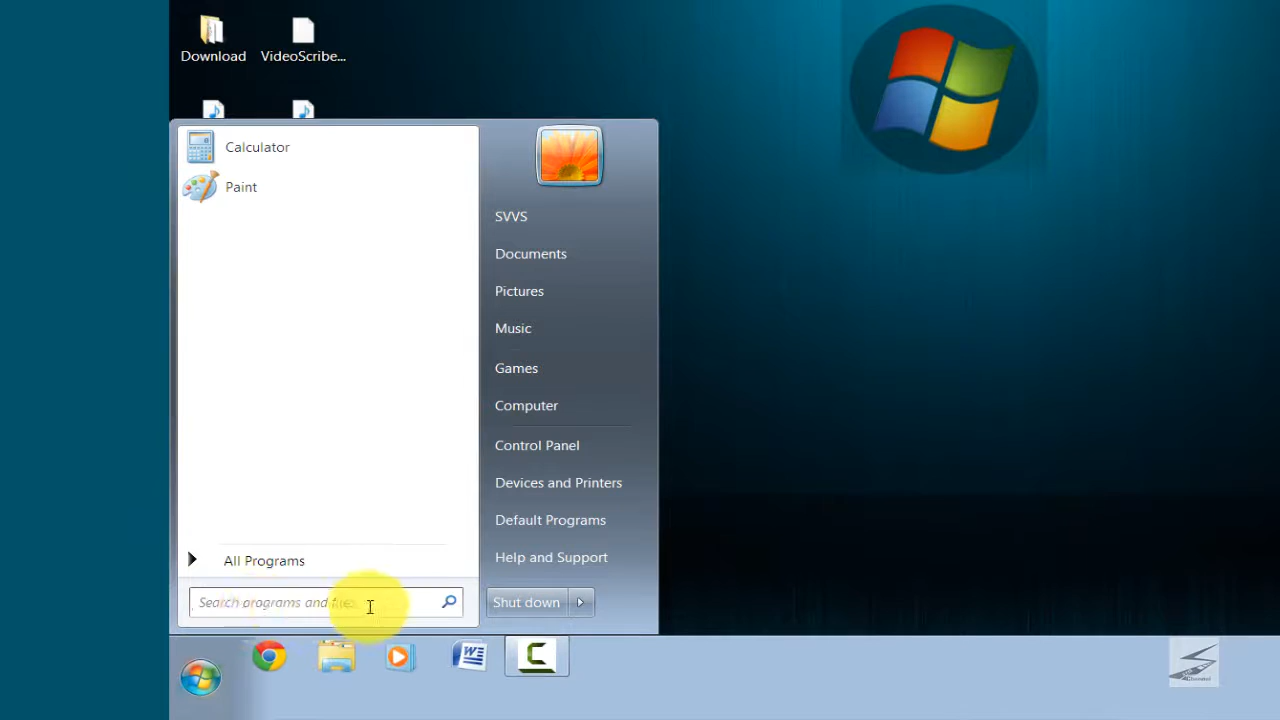 Download
VideoScribe...
Calculator
Paint
SVVS
Documents
Pictures
Music
Games
Computer
Control Panel
Devices and Printers
Default Programs
Help and Support
All Programs
Search programs and files
Shut down